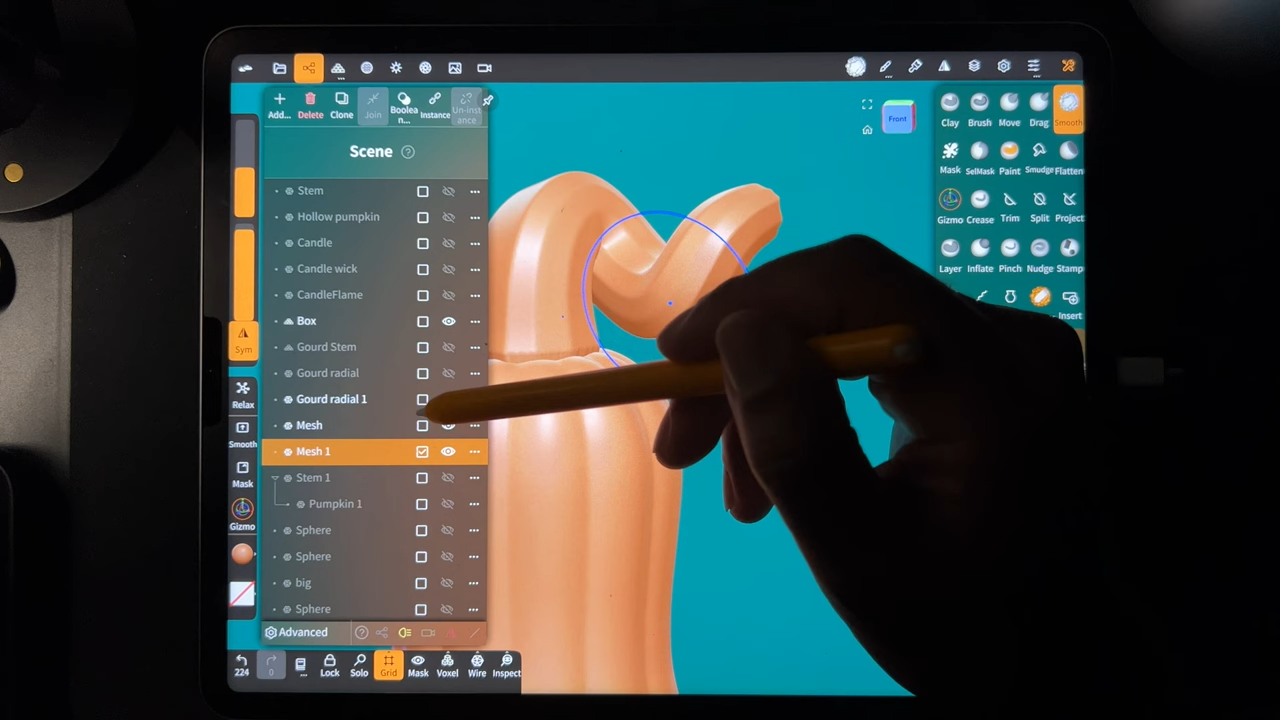 Add... Delete Clone Join Boolea n... Instance Un-inst ance
Scene ?
Stem
Hollow pumpkin
Candle
Candle wick
CandleFlame
Box
Gourd Stem
Gourd radial
Gourd radial 1
Mesh
Mesh 1
Stem 1
Pumpkin 1
Sphere
Sphere
big
Sphere
Advanced ?
Sym
Relax
Smooth
Mask
Gizmo
224 0 Lock Solo Grid Mask Voxel Wire Inspect
Front
Clay Brush Move Drag Smooth
Mask SelMask Paint Smudge Flatten
Gizmo Crease Trim Split Project
Layer Inflate Pinch Nudge Stamp
Insert